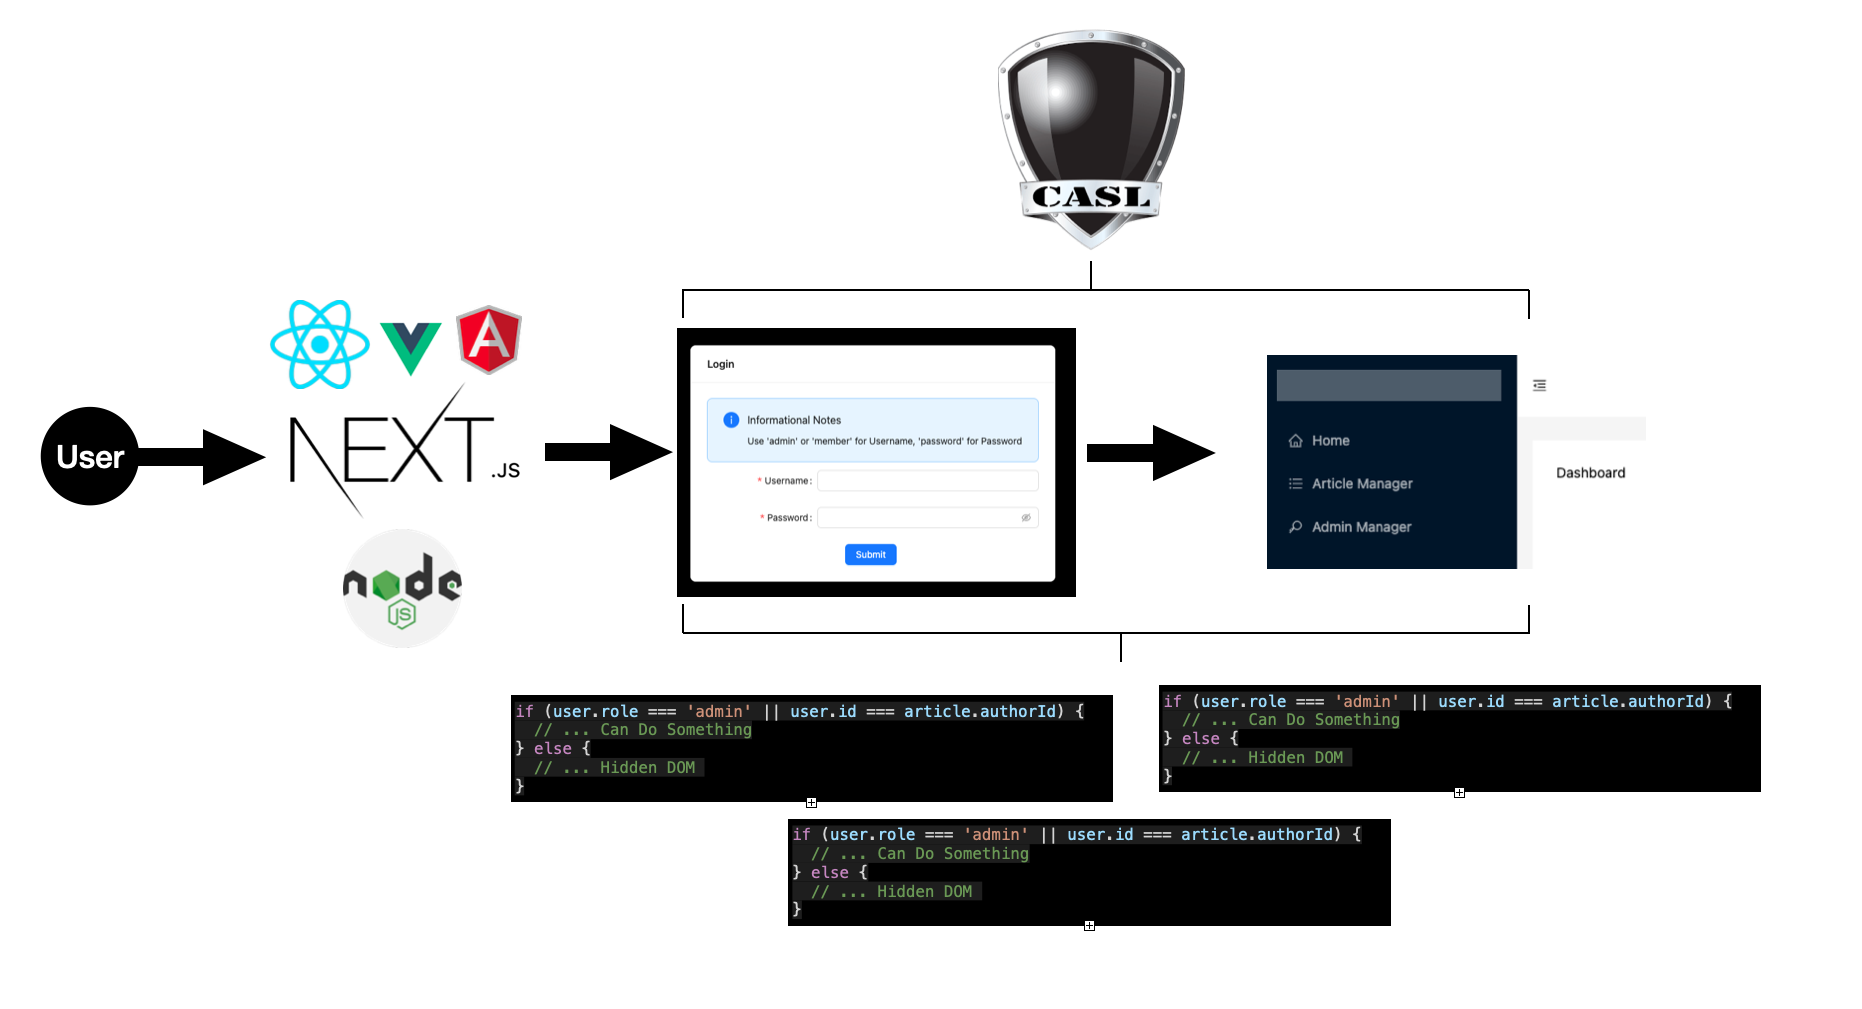 CASL
User
NEXT
.JS
node
JS
Login
Informational Notes
Use 'admin' or 'member' for Username, 'password' for Password
* Username :
* Password :
Submit
Home
Article Manager
Admin Manager
Dashboard
if (user.role === 'admin' || user.id === article.authorId) {
// ... Can Do Something
} else {
// ... Hidden DOM
}
if (user.role === 'admin' || user.id === article.authorId) {
// ... Can Do Something
} else {
// ... Hidden DOM
}
if (user.role === 'admin' || user.id === article.authorId) {
// ... Can Do Something
} else {
// ... Hidden DOM
}